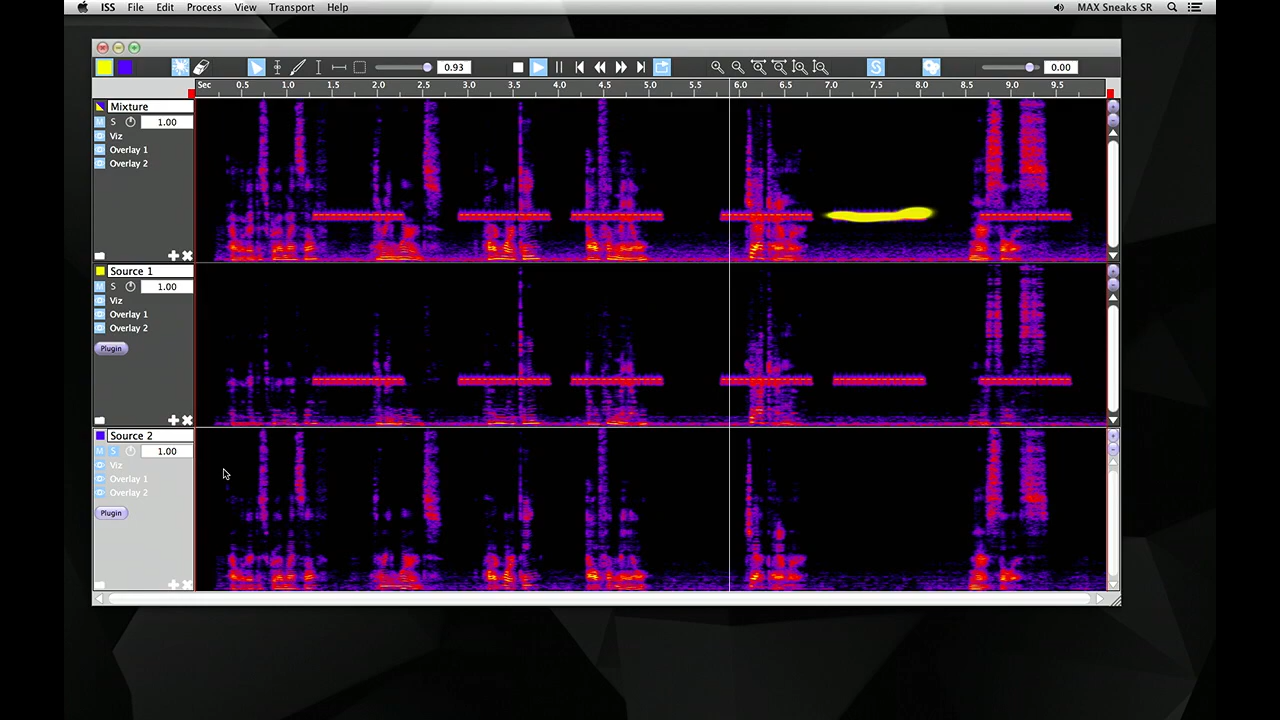 ISS File Edit Process View Transport Help MAX Sneaks SR
0.93 0.00
Sec 0.5 1.0 1.5 2.0 2.5 3.0 3.5 4.0 4.5 5.0 5.5 6.0 6.5 7.0 7.5 8.0 8.5 9.0 9.5
Mixture
M S 1.00
Viz
Overlay 1
Overlay 2
Source 1
M S 1.00
Viz
Overlay 1
Overlay 2
Plugin
Source 2
M S 1.00
Viz
Overlay 1
Overlay 2
Plugin